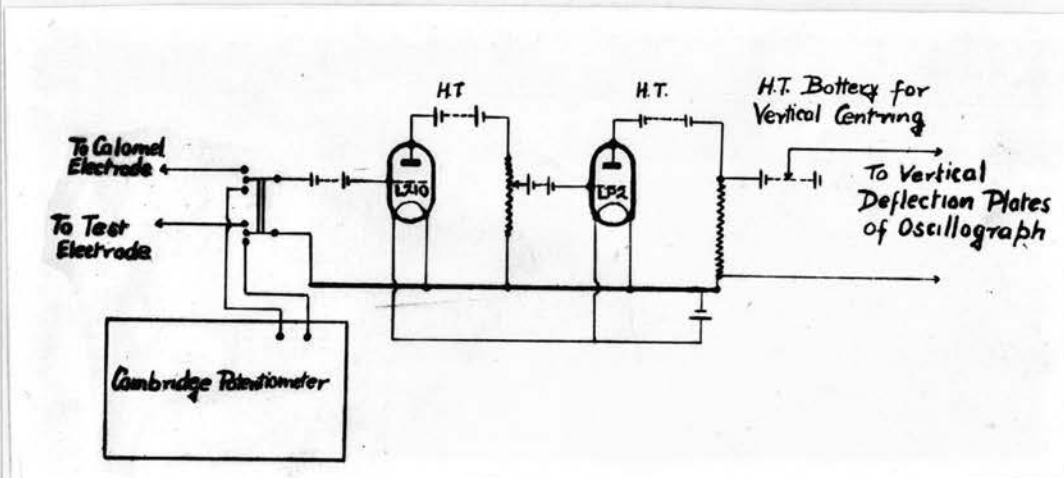 H.T
H.T.
H.T. Battery for
Vertical Centring
To Calomel
Electrode
L210
LP2
To Vertical
Deflection Plates
of Oscillograph
To Test
Electrode
Cambridge Potentiometer